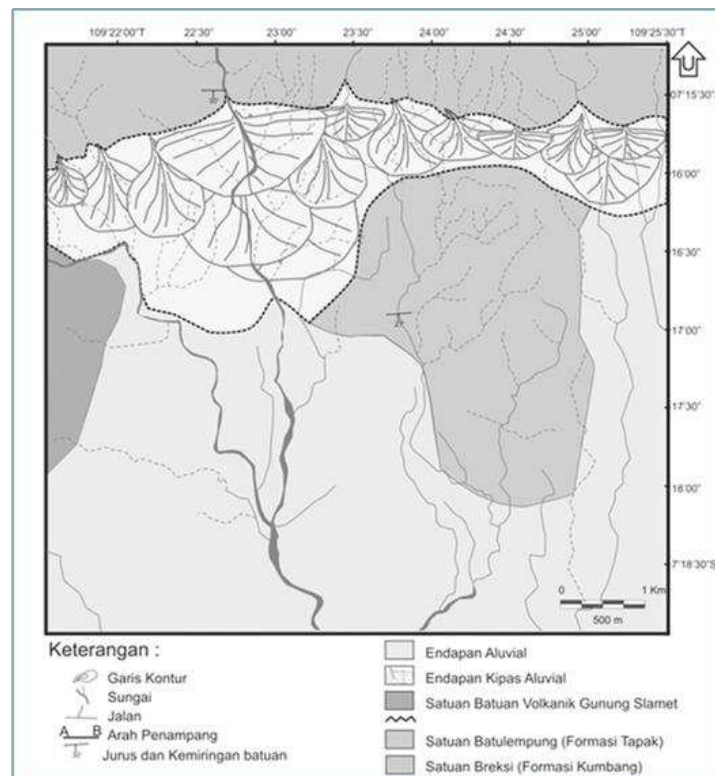 109°22'00"T 22'30" 23'00" 23'30" 24'00" 24'30" 25'00" 109°25'30"T
U
07°15'30"
16'00"
16'30"
17'00"
17'30"
18'00"
7°18'30"S
0 1 Km
500 m
Keterangan :
Garis Kontur
Sungai
Jalan
A B Arah Penampang
Jurus dan Kemiringan batuan
Endapan Aluvial
Endapan Kipas Aluvial
Satuan Batuan Volkanik Gunung Slamet
Satuan Batulempung (Formasi Tapak)
Satuan Breksi (Formasi Kumbang)